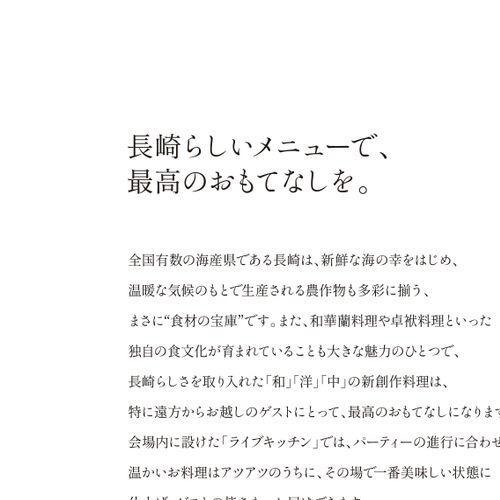 長崎らしいメニューで、
最高のおもてなしを。
全国有数の海産県である長崎は、新鮮な海の幸をはじめ、
温暖な気候のもとで生産される農作物も多彩に揃う、
まさに“食材の宝庫”です。また、和華蘭料理や卓袱料理といった
独自の食文化が育まれていることも大きな魅力のひとつで、
長崎らしさを取り入れた「和」「洋」「中」の新創作料理は、
特に遠方からお越しのゲストにとって、最高のおもてなしになります
会場内に設けた「ライブキッチン」では、パーティーの進行に合わせ
温かいお料理はアツアツのうちに、その場で一番美味しい状態に